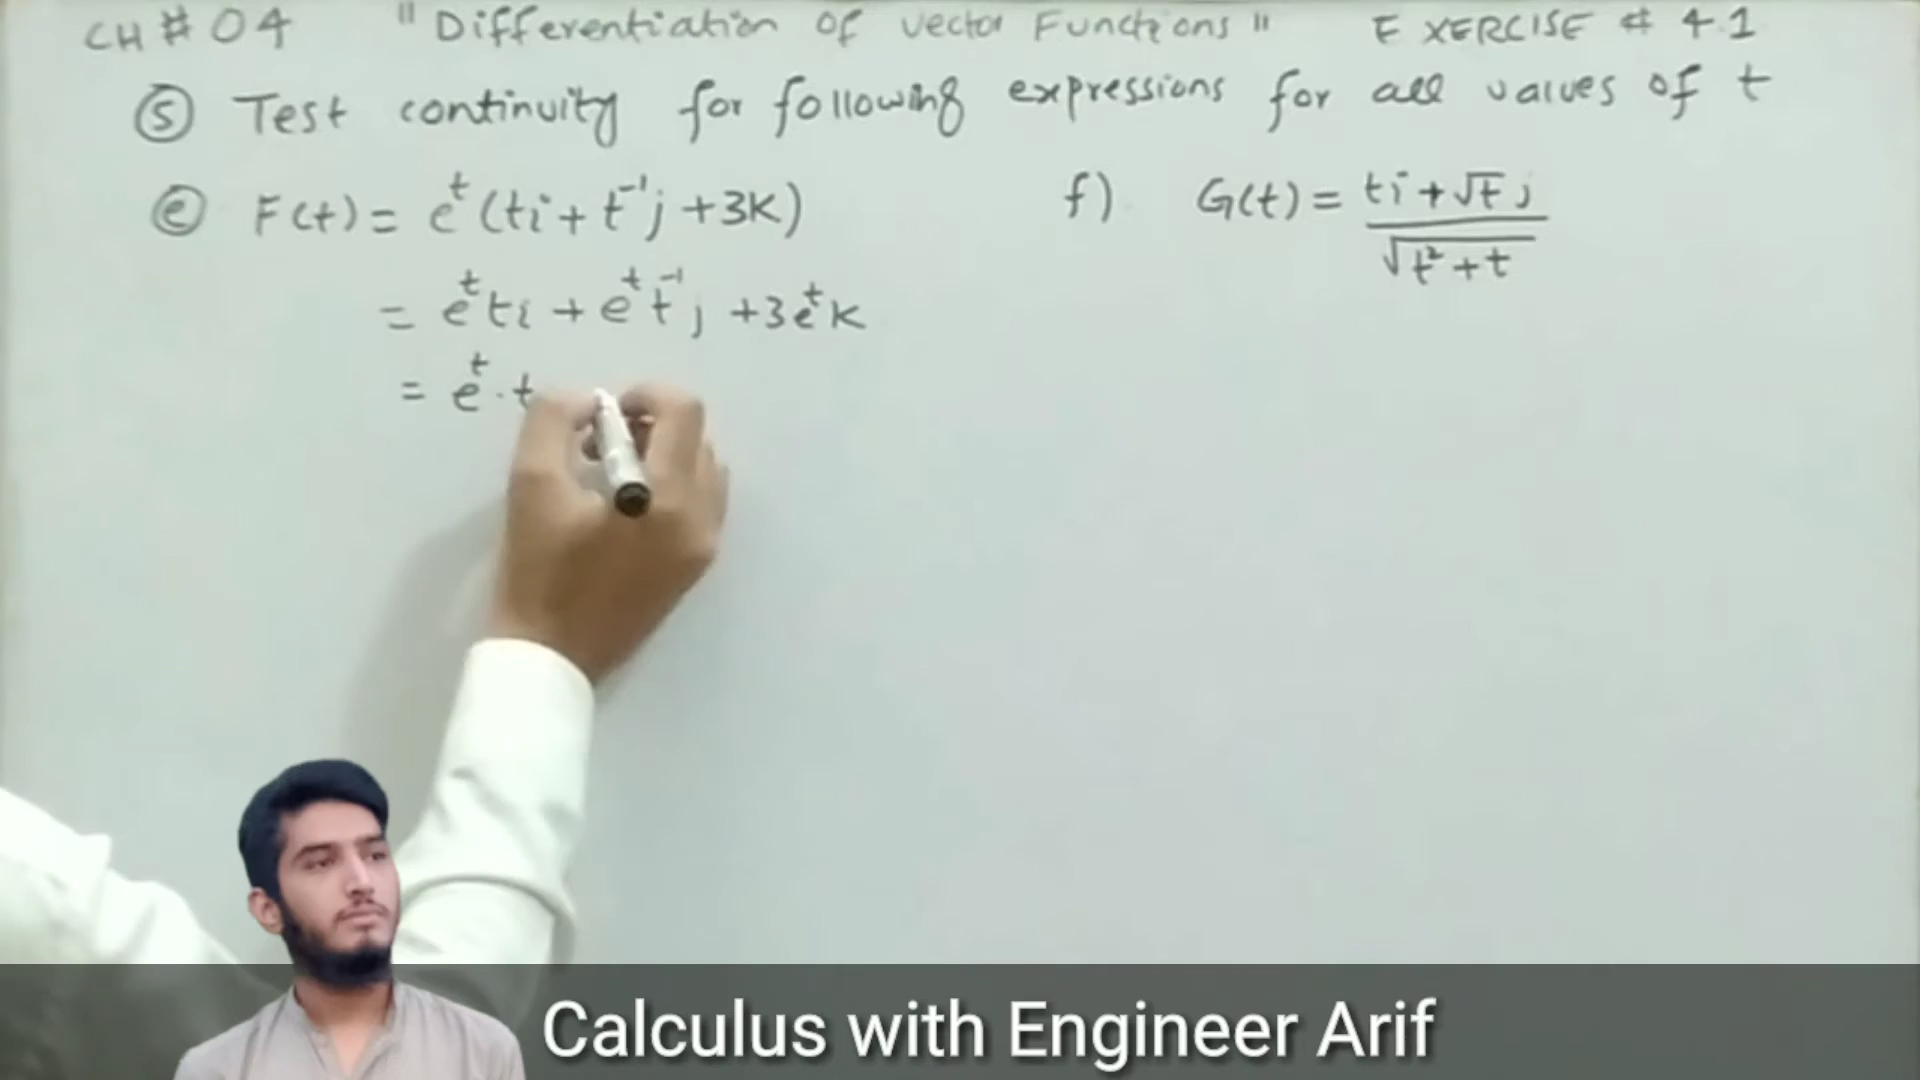 CH # 04 " Differentiation of Vector Functions " EXERCISE # 4.1
⑤ Test continuity for following expressions for all values of t
ⓔ F(t) = e^t (ti + t^-1 j + 3K)
= e^t ti + e^t t^-1 j + 3e^t K
= e^t . t
f) G(t) = ti + √t j / √t² + t
Calculus with Engineer Arif